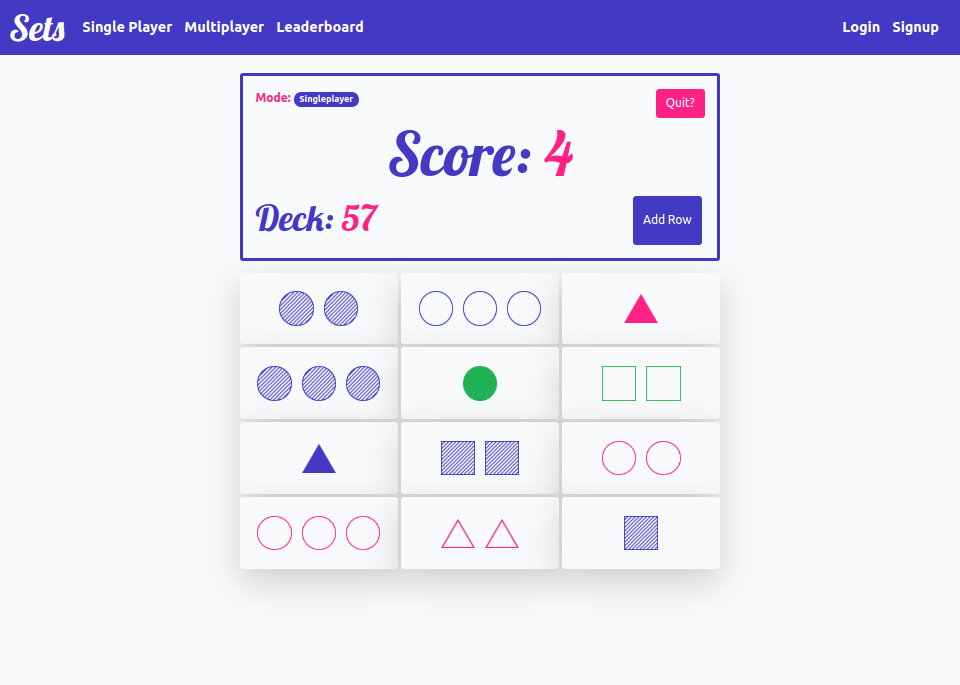 Sets Single Player Multiplayer Leaderboard Login Signup
Mode: Singleplayer Quit?
Score: 4
Deck: 57 Add Row